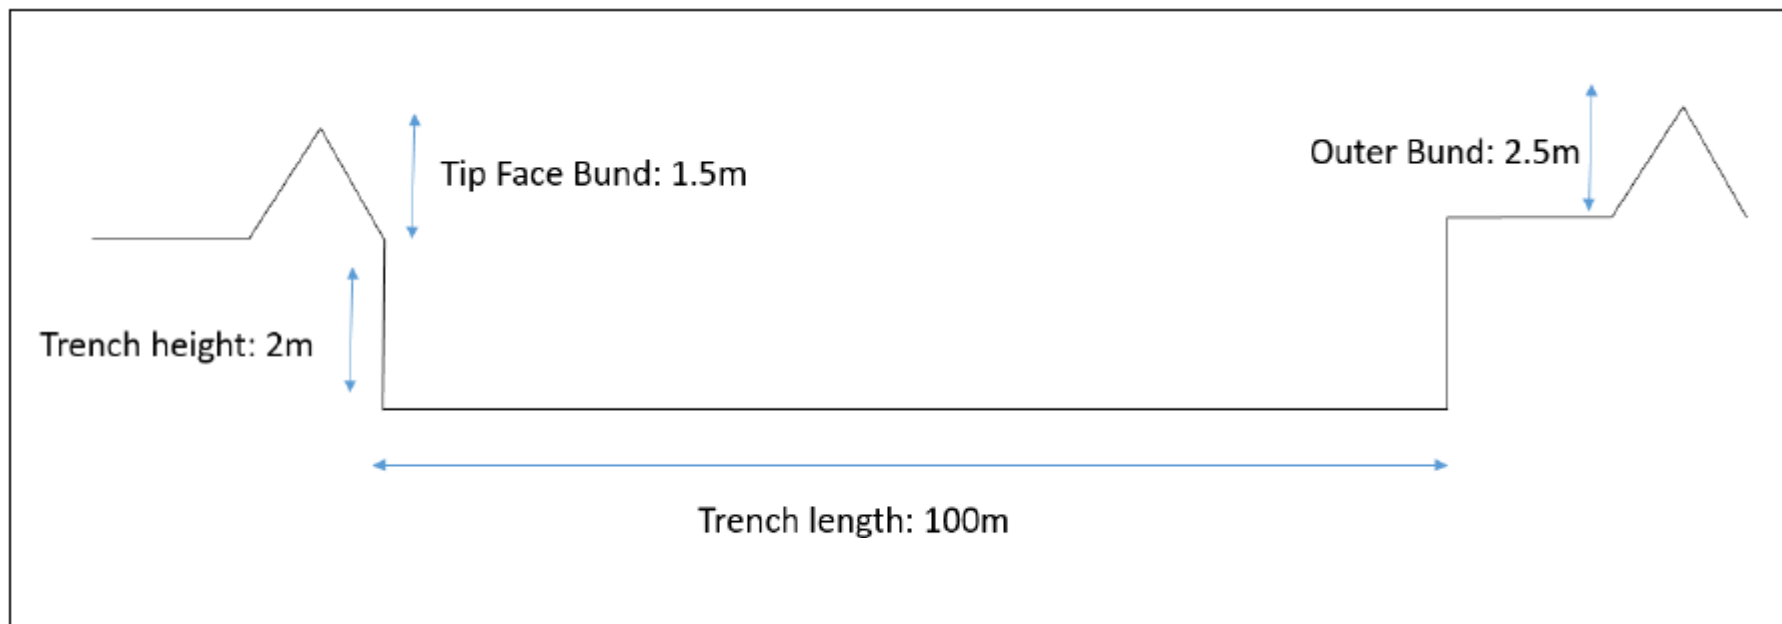 Outer Bund: 2.5m
Tip Face Bund: 1.5m
Trench height: 2m
Trench length: 100m